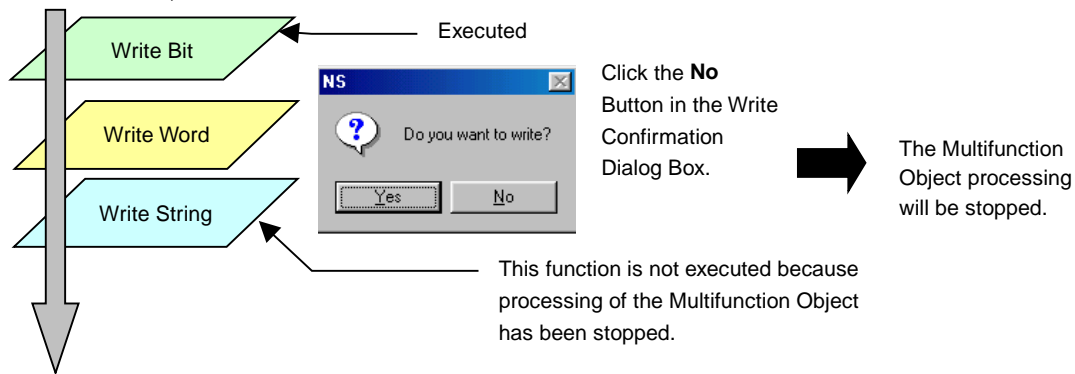 Write Bit
Executed
NS
Do you want to write?
Yes
No
Click the No
Button in the Write
Confirmation
Dialog Box.
The Multifunction
Object processing
will be stopped.
Write Word
Write String
This function is not executed because
processing of the Multifunction Object
has been stopped.